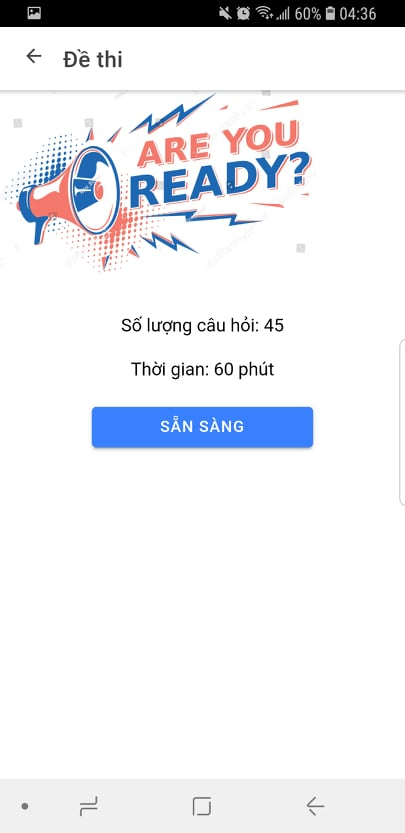 60% 04:36
Đề thi
ARE YOU
READY?
Số lượng câu hỏi: 45
Thời gian: 60 phút
SẴN SÀNG